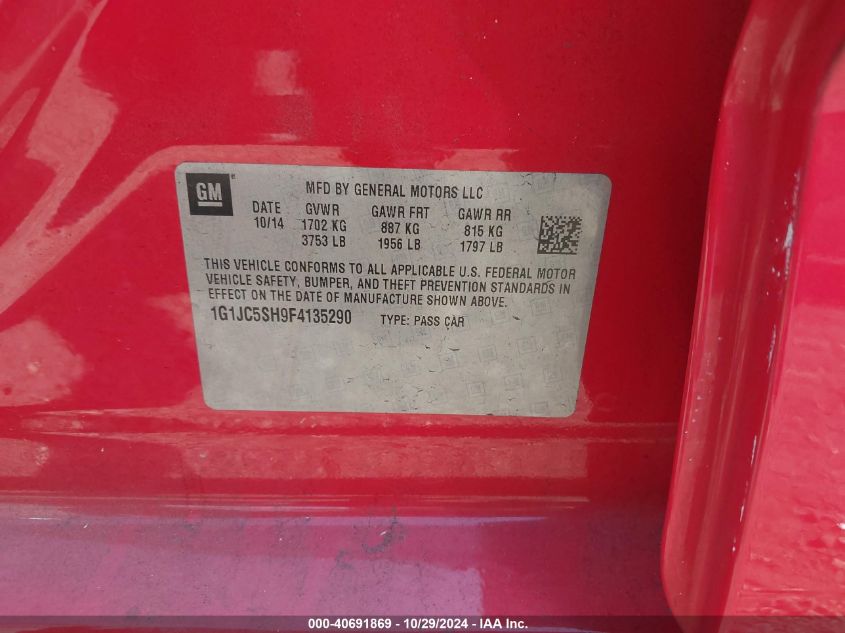 GM ®
MFD BY GENERAL MOTORS LLC
DATE GVWR GAWR FRT GAWR RR
10/14 1702 KG 887 KG 815 KG
3753 LB 1956 LB 1797 LB
THIS VEHICLE CONFORMS TO ALL APPLICABLE U.S. FEDERAL MOTOR
VEHICLE SAFETY, BUMPER, AND THEFT PREVENTION STANDARDS IN
EFFECT ON THE DATE OF MANUFACTURE SHOWN ABOVE.
1G1JC5SH9F4135290 TYPE: PASS CAR
000-40691869 - 10/29/2024 - IAA Inc.